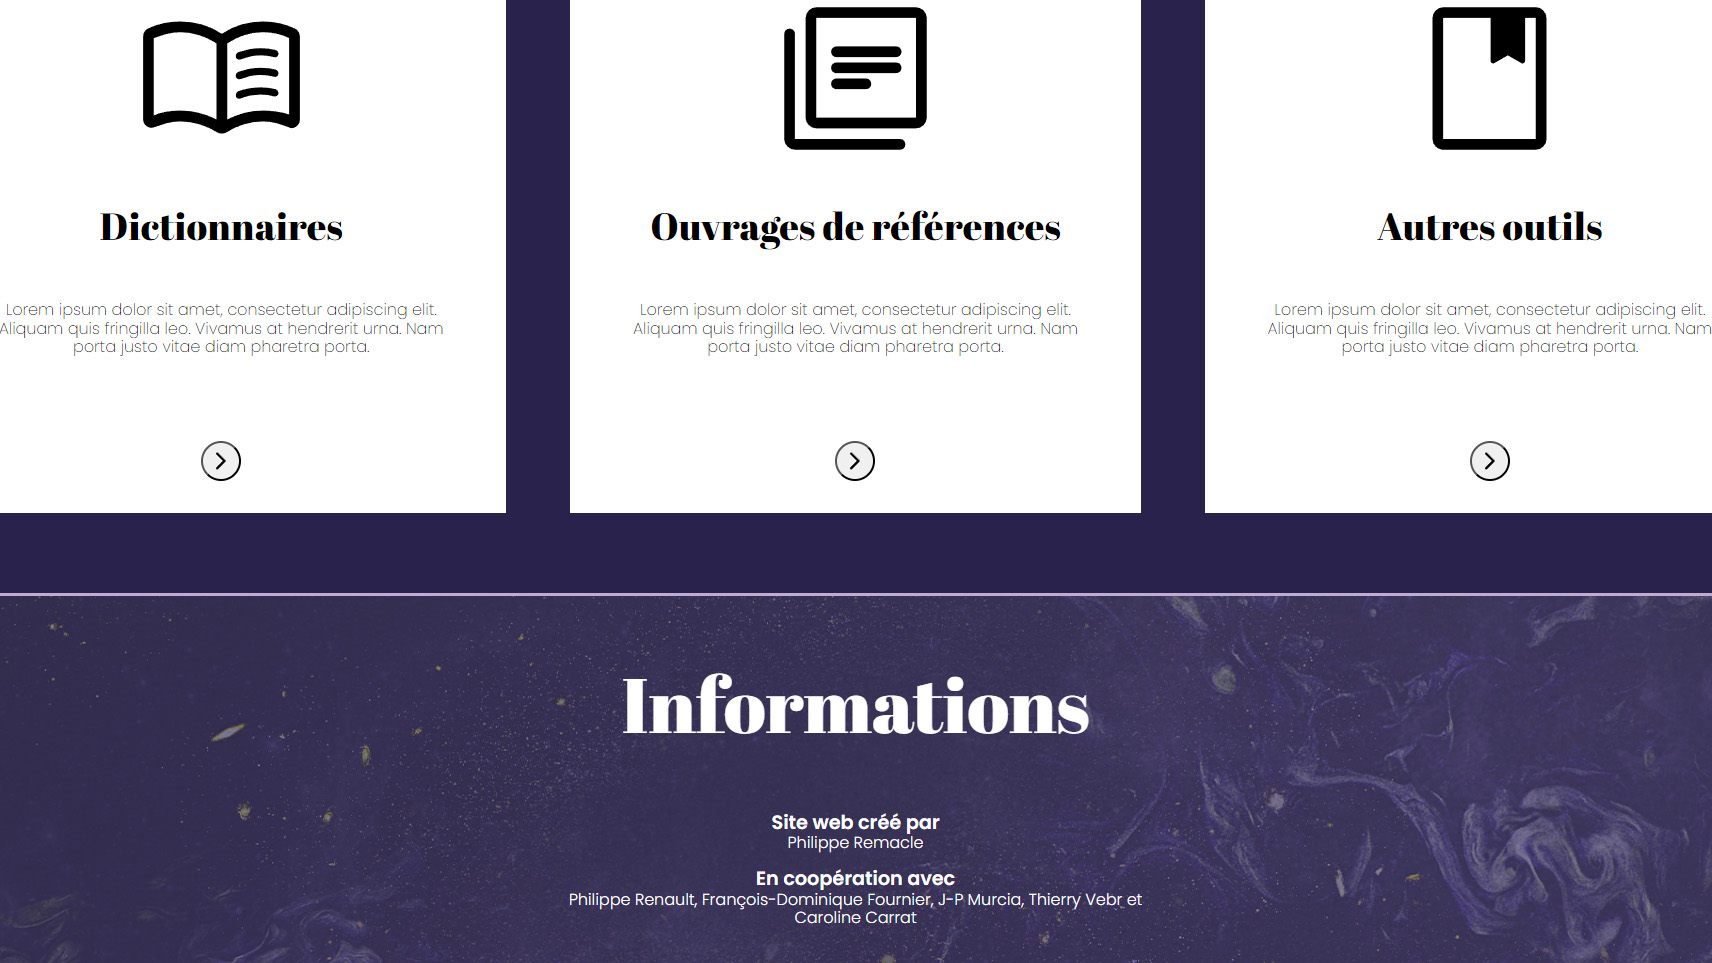 Dictionnaires
Lorem ipsum dolor sit amet, consectetur adipiscing elit.
Aliquam quis fringilla leo. Vivamus at hendrerit urna. Nam
porta justo vitae diam pharetra porta.
Ouvrages de références
Lorem ipsum dolor sit amet, consectetur adipiscing elit.
Aliquam quis fringilla leo. Vivamus at hendrerit urna. Nam
porta justo vitae diam pharetra porta.
Autres outils
Lorem ipsum dolor sit amet, consectetur adipiscing elit.
Aliquam quis fringilla leo. Vivamus at hendrerit urna. Nam
porta justo vitae diam pharetra porta.
Informations
Site web créé par
Philippe Remacle
En coopération avec
Philippe Renault, François-Dominique Fournier, J-P Murcia, Thierry Vebr et
Caroline Carrat